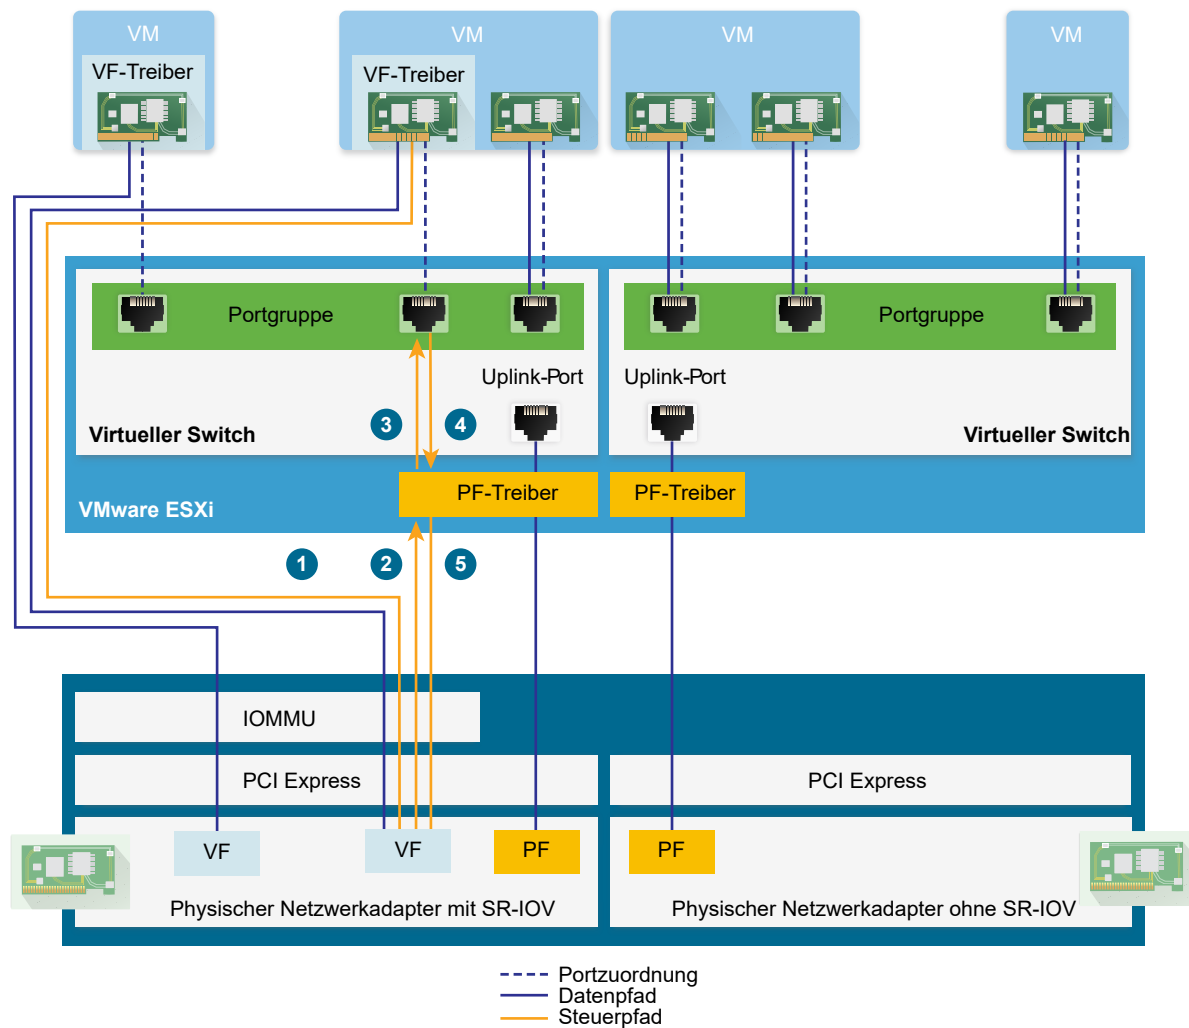 VM
VM
VM
VM
VF-Treiber
VF-Treiber
Portgruppe
Portgruppe
Uplink-Port
Uplink-Port
3
4
Virtueller Switch
Virtueller Switch
PF-Treiber
PF-Treiber
VMware ESXi
1
2
5
IOMMU
PCI Express
PCI Express
VF
VF
PF
PF
Physischer Netzwerkadapter mit SR-IOV
Physischer Netzwerkadapter ohne SR-IOV
Portzuordnung
Datenpfad
Steuerpfad